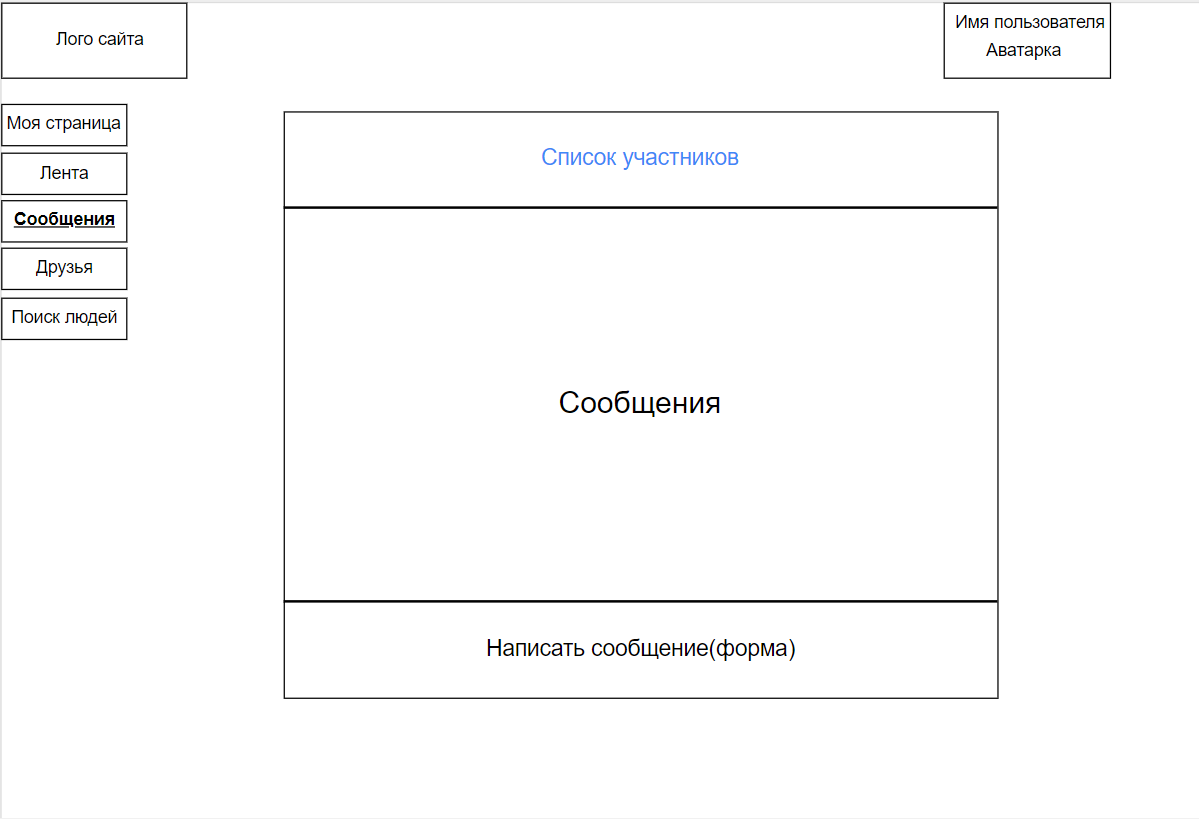 Лого сайта
Имя пользователя
Аватарка
Моя страница
Лента
Сообщения
Друзья
Поиск людей
Список участников
Сообщения
Написать сообщение(форма)